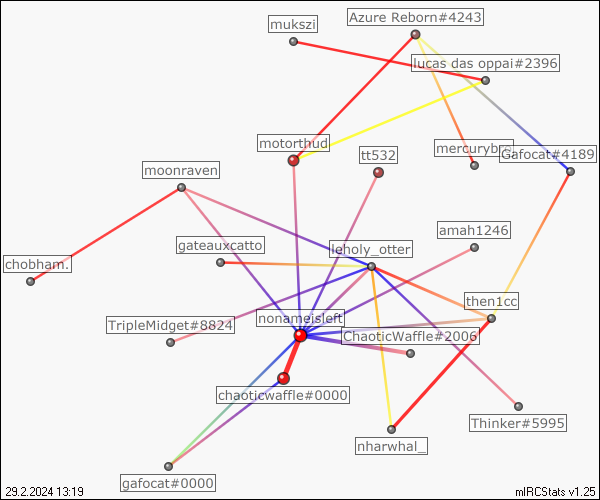 Azure Reborn#4243
mukszi
lucas das oppai#2396
motorthud
mercuryb
tt532
Gafocat#4189
moonraven
amah1246
gateauxcatto
leholy_otter
chobham.
then1cc
nonameisleft
TripleMidget#8824
ChaoticWaffle#2006
chaoticwaffle#0000
Thinker#5995
nharwhal_
gafocat#0000
29.2.2024 13:19
mIRCStats v1.25